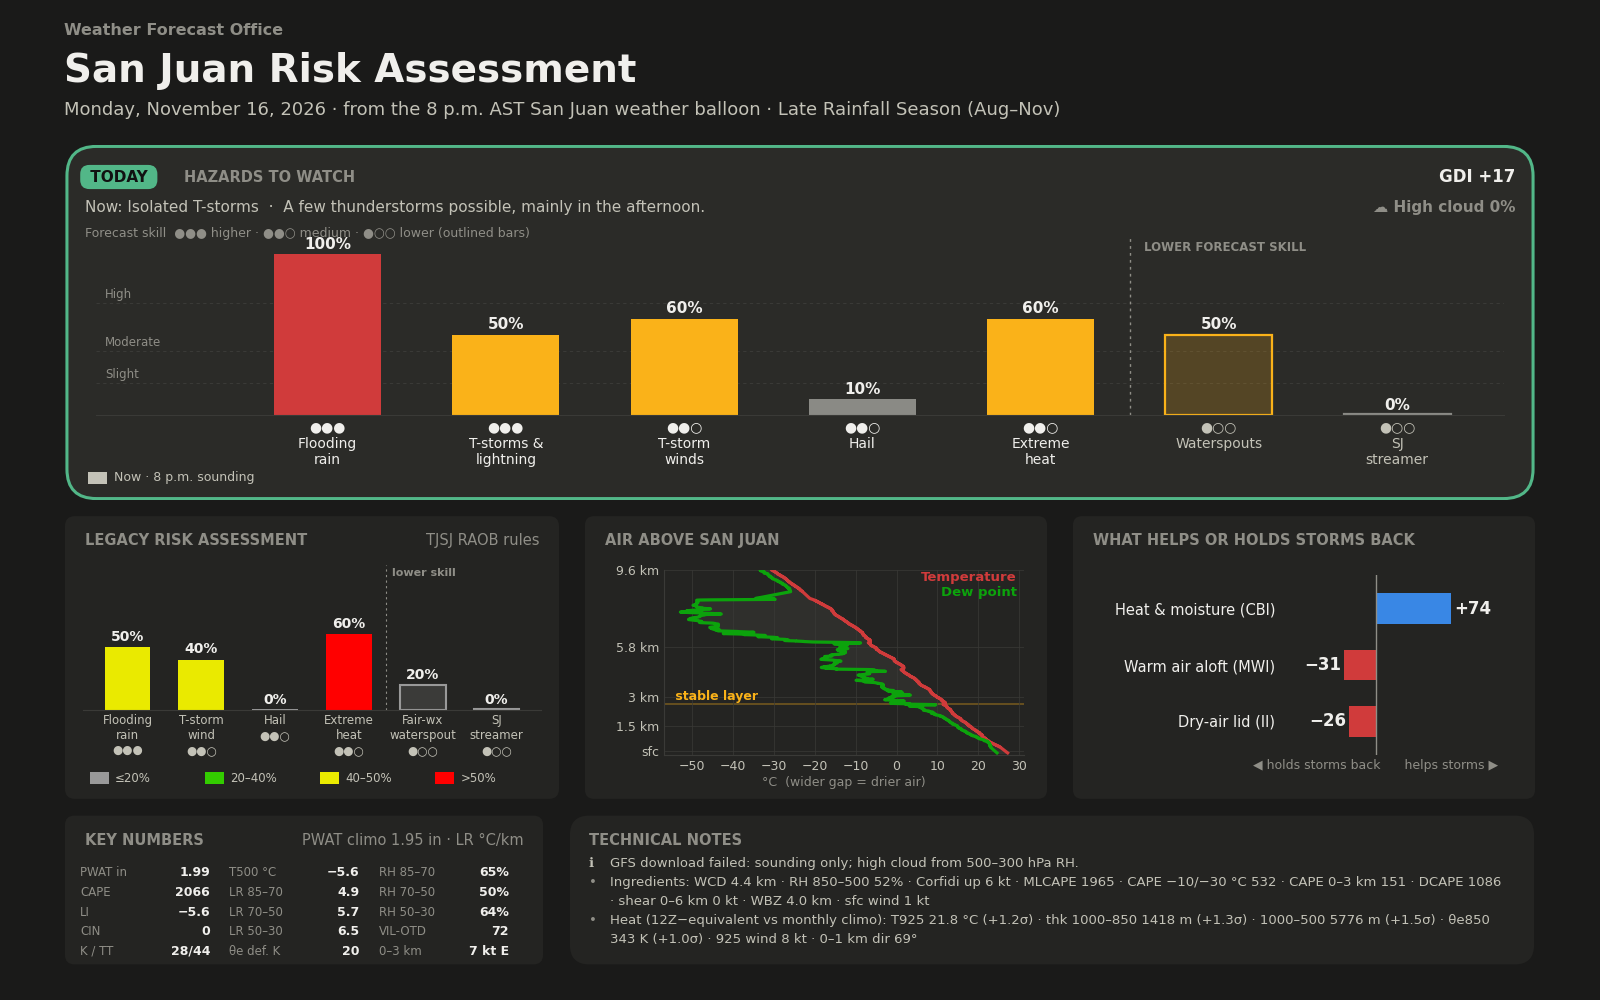 Weather Forecast Office
San Juan Risk Assessment
Monday, November 16, 2026 · from the 8 p.m. AST San Juan weather balloon · Late Rainfall Season (Aug–Nov)
TODAY HAZARDS TO WATCH GDI +17
Now: Isolated T-storms · A few thunderstorms possible, mainly in the afternoon. ☁ High cloud 0%
Forecast skill ●●● higher · ●●○ medium · ●○○ lower (outlined bars)
LOWER FORECAST SKILL
High
Moderate
Slight
100% 50% 60% 10% 60% 50% 0%
●●● ●●● ●●○ ●●○ ●●○ ●○○ ●○○
Flooding T-storms & T-storm Hail Extreme Waterspouts SJ
rain lightning winds heat streamer
Now · 8 p.m. sounding
LEGACY RISK ASSESSMENT TJSJ RAOB rules
lower skill
50% 40% 0% 60% 20% 0%
Flooding T-storm Hail Extreme Fair-wx SJ
rain wind ●●○ heat waterspout streamer
●●● ●●○ ●●○ ●○○ ●○○
≤20% 20–40% 40–50% >50%
AIR ABOVE SAN JUAN
9.6 km
5.8 km
3 km
1.5 km
sfc
Temperature
Dew point
stable layer
−50 −40 −30 −20 −10 0 10 20 30
°C (wider gap = drier air)
WHAT HELPS OR HOLDS STORMS BACK
Heat & moisture (CBI) +74
Warm air aloft (MWI) −31
Dry-air lid (II) −26
◀ holds storms back helps storms ▶
KEY NUMBERS PWAT climo 1.95 in · LR °C/km
PWAT in 1.99 T500 °C −5.6 RH 85–70 65%
CAPE 2066 LR 85–70 4.9 RH 70–50 50%
LI −5.6 LR 70–50 5.7 RH 50–30 64%
CIN 0 LR 50–30 6.5 VIL-OTD 72
K / TT 28/44 θe def. K 20 0–3 km 7 kt E
TECHNICAL NOTES
ℹ GFS download failed: sounding only; high cloud from 500–300 hPa RH.
• Ingredients: WCD 4.4 km · RH 850–500 52% · Corfidi up 6 kt · MLCAPE 1965 · CAPE −10/−30 °C 532 · CAPE 0–3 km 151 · DCAPE 1086
· shear 0–6 km 0 kt · WBZ 4.0 km · sfc wind 1 kt
• Heat (12Z−equivalent vs monthly climo): T925 21.8 °C (+1.2σ) · thk 1000–850 1418 m (+1.3σ) · 1000–500 5776 m (+1.5σ) · θe850
343 K (+1.0σ) · 925 wind 8 kt · 0–1 km dir 69°